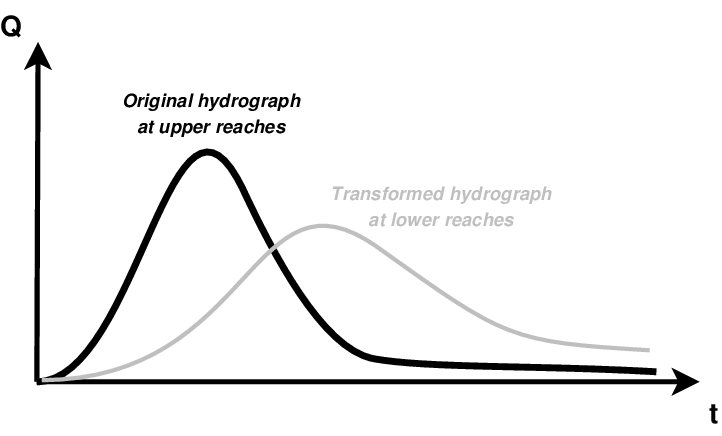 Q
Original hydrograph
at upper reaches
Transformed hydrograph
at lower reaches
t